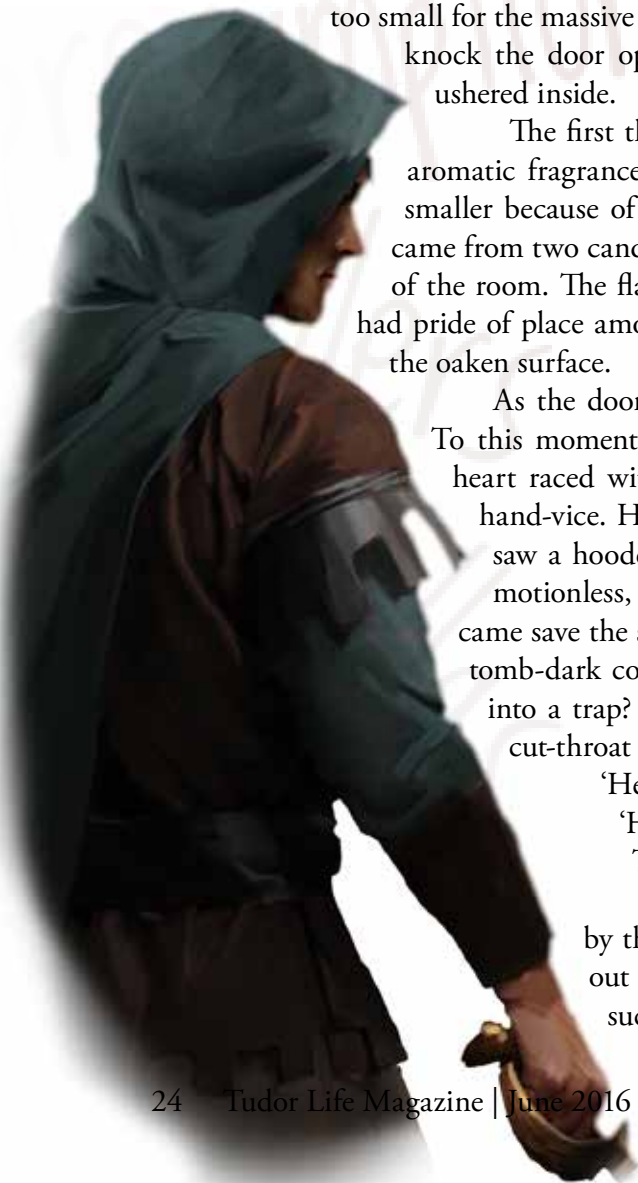 too small for the massive
knock the door op
ushered inside.
The first th
aromatic fragrance
smaller because of
came from two cand
of the room. The fla
had pride of place amo
the oaken surface.
As the door
To this moment
heart raced wi
hand-vice. H
saw a hoode
motionless,
came save the a
tomb-dark co
into a trap?
cut-throat
‘He
‘H
by th
out
suc
24 Tudor Life Magazine | June 2016